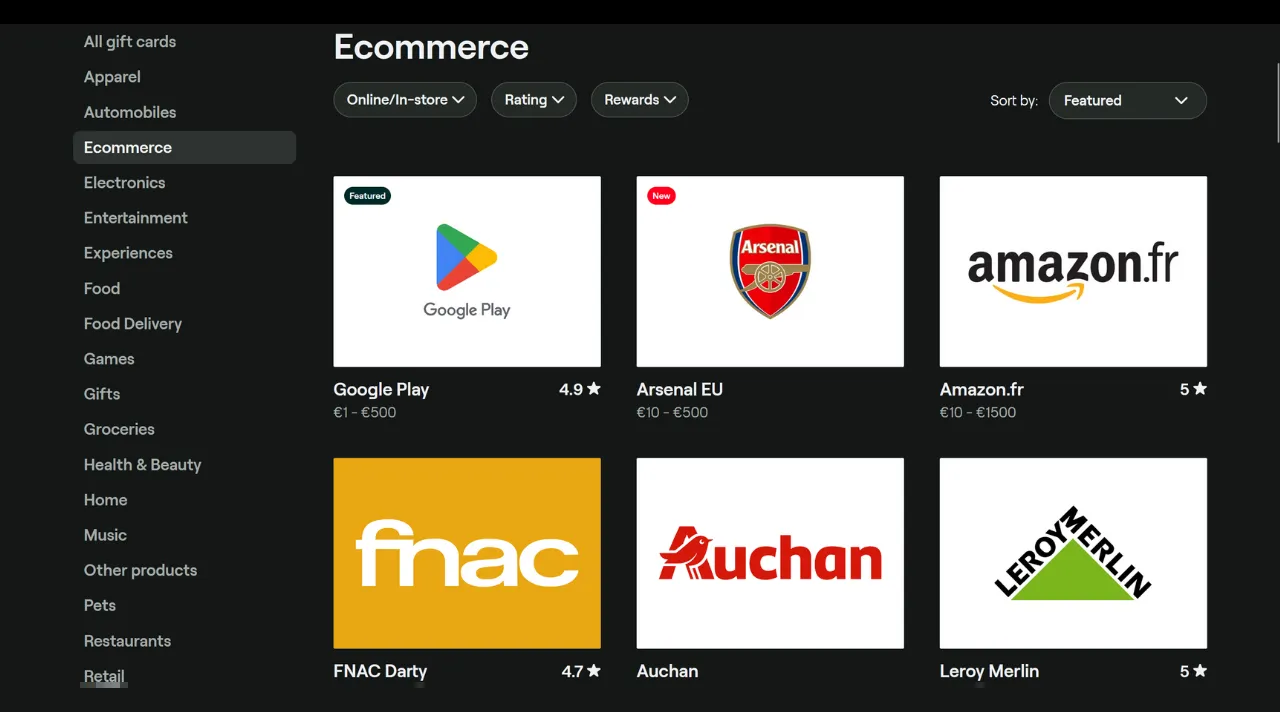 All gift cards
Apparel
Automobiles
Ecommerce
Electronics
Entertainment
Experiences
Food
Food Delivery
Games
Gifts
Groceries
Health & Beauty
Home
Music
Other products
Pets
Restaurants
Retail
Ecommerce
Online/In-store
Rating
Rewards
Sort by:
Featured
Featured
Google Play
New
Arsenal
amazon.fr
Google Play
4.9
Arsenal EU
Amazon.fr
5
€1 - €500
€10 - €500
€10 - €1500
fnac
Auchan
LEROY MERLIN
FNAC Darty
4.7
Auchan
Leroy Merlin
5